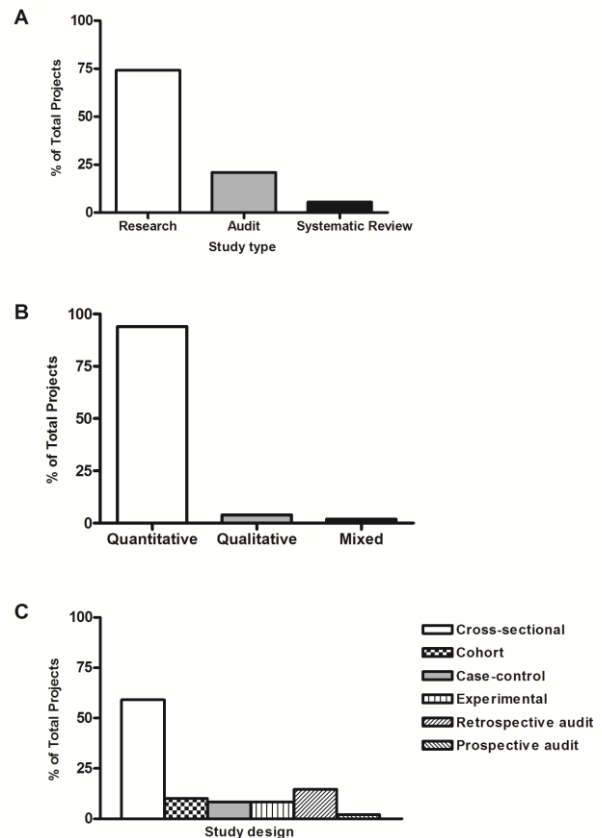 A
% of Total Projects
100
75
50
25
0
Research Audit Systematic Review
Study type
B
% of Total Projects
100
75
50
25
0
Quantitative Qualitative Mixed
C
% of Total Projects
100
75
50
25
0
Study design
Cross-sectional
Cohort
Case-control
Experimental
Retrospective audit
Prospective audit